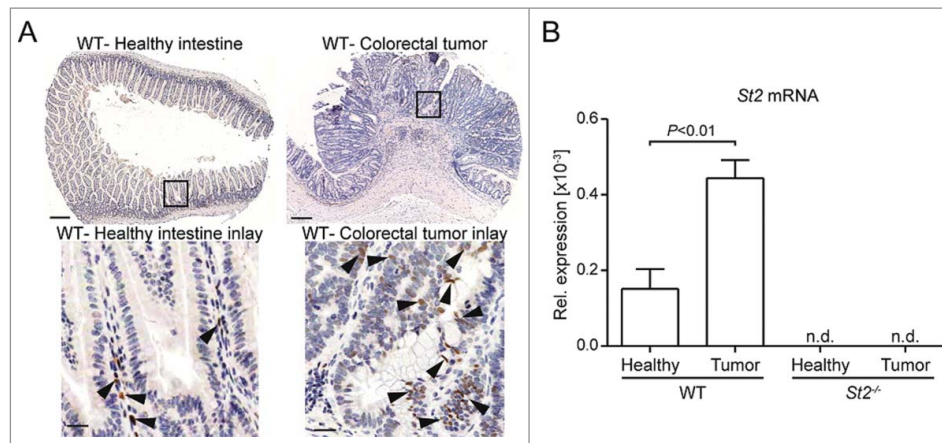 A
WT- Healthy intestine
WT- Colorectal tumor
WT- Healthy intestine inlay
WT- Colorectal tumor inlay
B
St2 mRNA
P<0.01
Rel. expression [x10⁻³]
0.6
0.4
0.2
0.0
n.d.
n.d.
Healthy
Tumor
Healthy
Tumor
WT
St2⁻/⁻